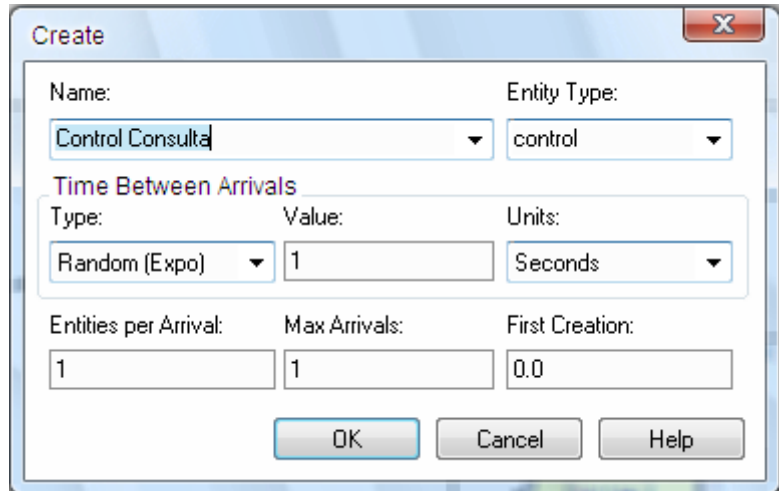 Create
Name: Entity Type:
Control Consulta control
Time Between Arrivals
Type: Value: Units:
Random (Expo) 1 Seconds
Entities per Arrival: Max Arrivals: First Creation:
1 1 0.0
OK Cancel Help